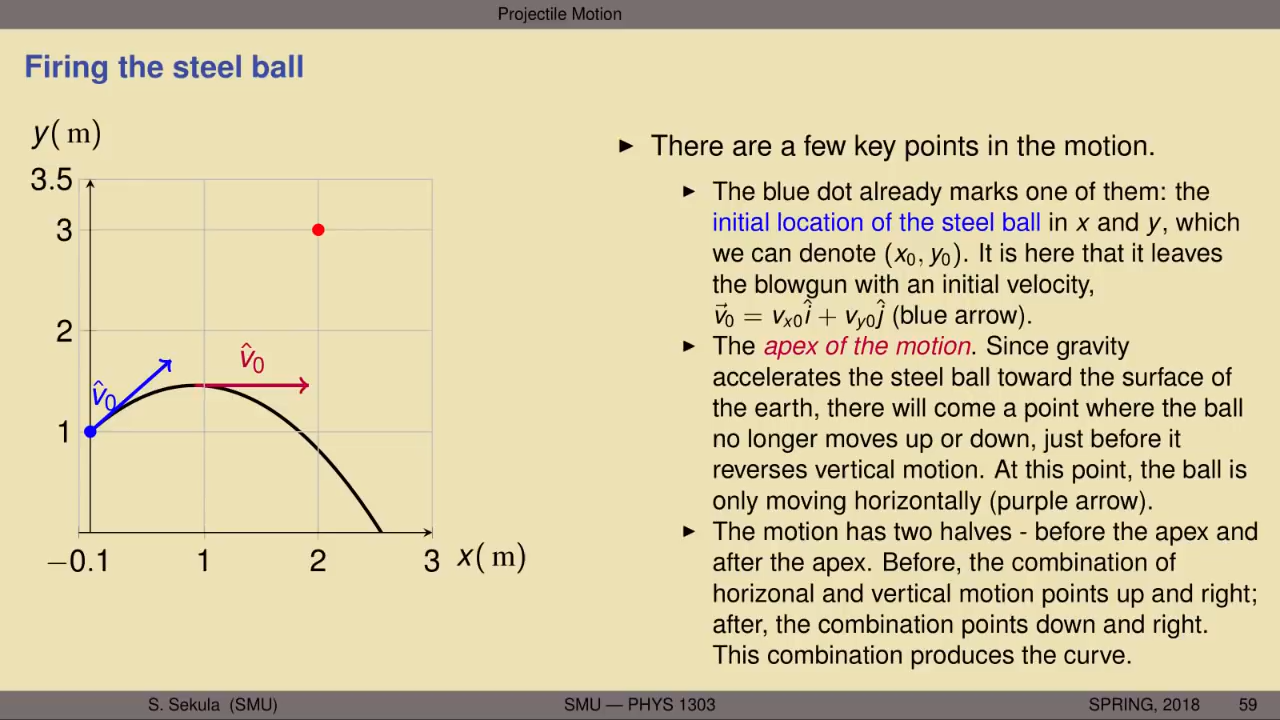 Projectile Motion
Firing the steel ball
y( m)
3.5
3
2
1
−0.1
1
2
3
x( m)
v̂₀
v̂₀
► There are a few key points in the motion.
► The blue dot already marks one of them: the
initial location of the steel ball in x and y, which
we can denote (x₀, y₀). It is here that it leaves
the blowgun with an initial velocity,
v⃗₀ = vₓ₀î + v_y₀ĵ (blue arrow).
► The apex of the motion. Since gravity
accelerates the steel ball toward the surface of
the earth, there will come a point where the ball
no longer moves up or down, just before it
reverses vertical motion. At this point, the ball is
only moving horizontally (purple arrow).
► The motion has two halves - before the apex and
after the apex. Before, the combination of
horizonal and vertical motion points up and right;
after, the combination points down and right.
This combination produces the curve.
S. Sekula (SMU)
SMU — PHYS 1303
SPRING, 2018
59